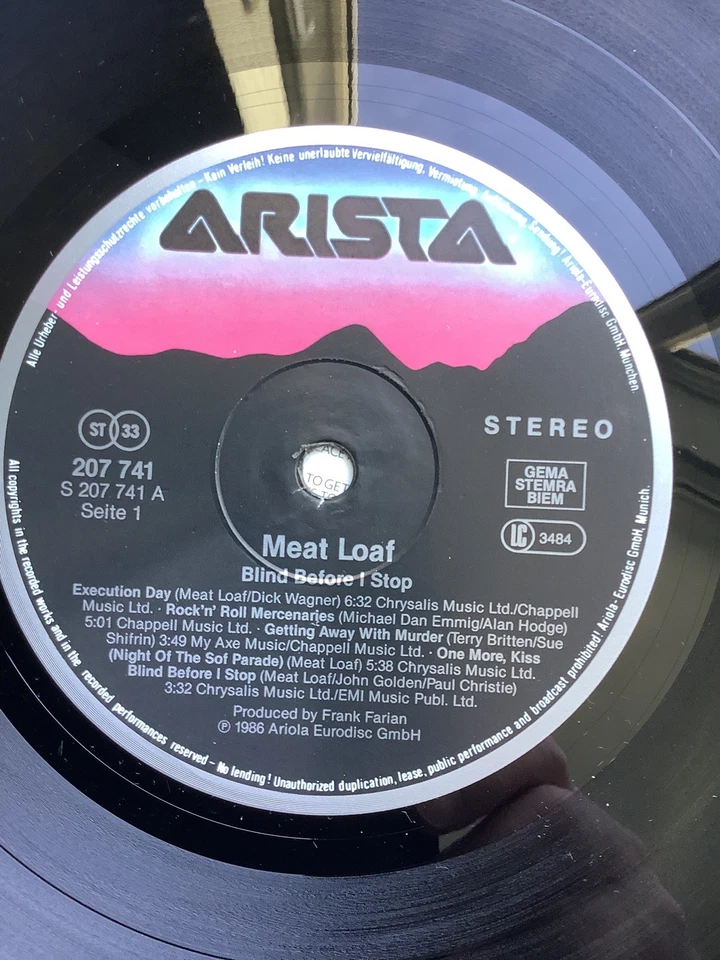 Alle Urheber- und Leistungsschutzrechte vorbehalten – Kein Verleih! Keine unerlaubte Vervielfältigung, Vermietung, Aufführung, Sendung! Ariola-Eurodisc GmbH, München.
ARISTA
ST 33
STEREO
207 741
S 207 741 A
Seite 1
GEMA
STEMRA
BIEM
LC 3484
TO GET
Meat Loaf
Blind Before I Stop
Execution Day (Meat Loaf/Dick Wagner) 6:32 Chrysalis Music Ltd./Chappell
Music Ltd. · Rock'n' Roll Mercenaries (Michael Dan Emmig/Alan Hodge)
5:01 Chappell Music Ltd. · Getting Away With Murder (Terry Britten/Sue
Shifrin) 3:49 My Axe Music/Chappell Music Ltd. · One More, Kiss
(Night Of The Sof Parade) (Meat Loaf) 5:38 Chrysalis Music Ltd.
Blind Before I Stop (Meat Loaf/John Golden/Paul Christie)
3:32 Chrysalis Music Ltd./EMI Music Publ. Ltd.
Produced by Frank Farian
℗ 1986 Ariola Eurodisc GmbH
All copyrights in the recorded works and in the recorded performances reserved – No lending! Unauthorized duplication, lease, public performance and broadcast prohibited! Ariola-Eurodisc GmbH, Munich.